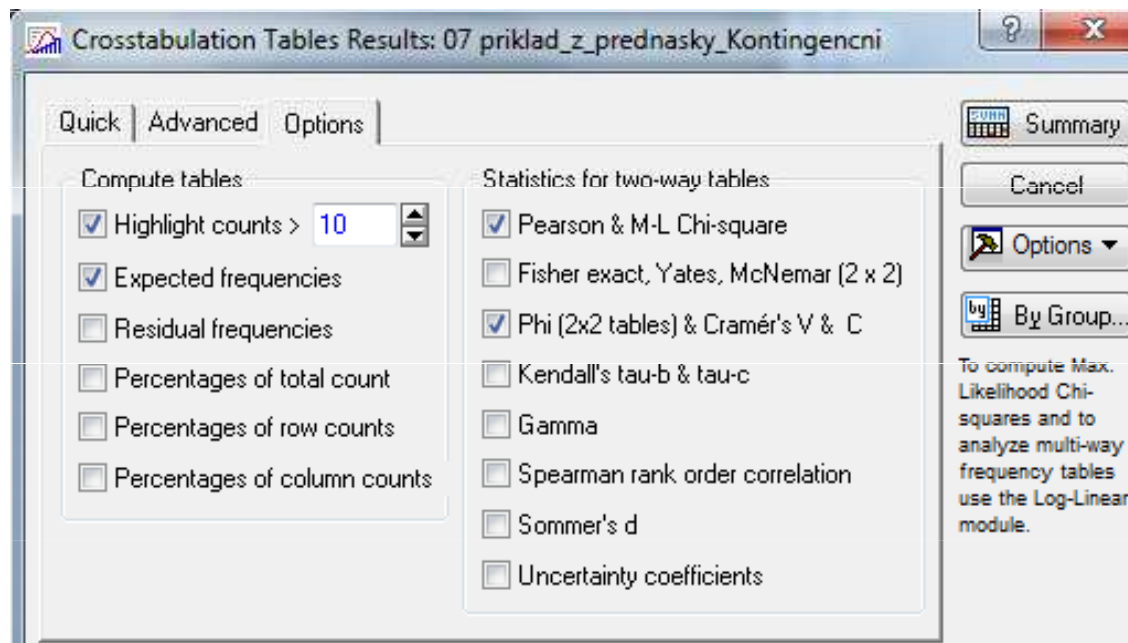 Crosstabulation Tables Results: 07 priklad_z_prednasky_Kontingencni
Quick Advanced Options
Compute tables
Highlight counts > 10
Expected frequencies
Residual frequencies
Percentages of total count
Percentages of row counts
Percentages of column counts
Statistics for two-way tables
Pearson & M-L Chi-square
Fisher exact, Yates, McNemar (2 x 2)
Phi (2x2 tables) & Cramér's V & C
Kendall's tau-b & tau-c
Gamma
Spearman rank order correlation
Sommer's d
Uncertainty coefficients
Summary
Cancel
Options
By Group...
To compute Max.
Likelihood Chi-
squares and to
analyze multi-way
frequency tables
use the Log-Linear
module.